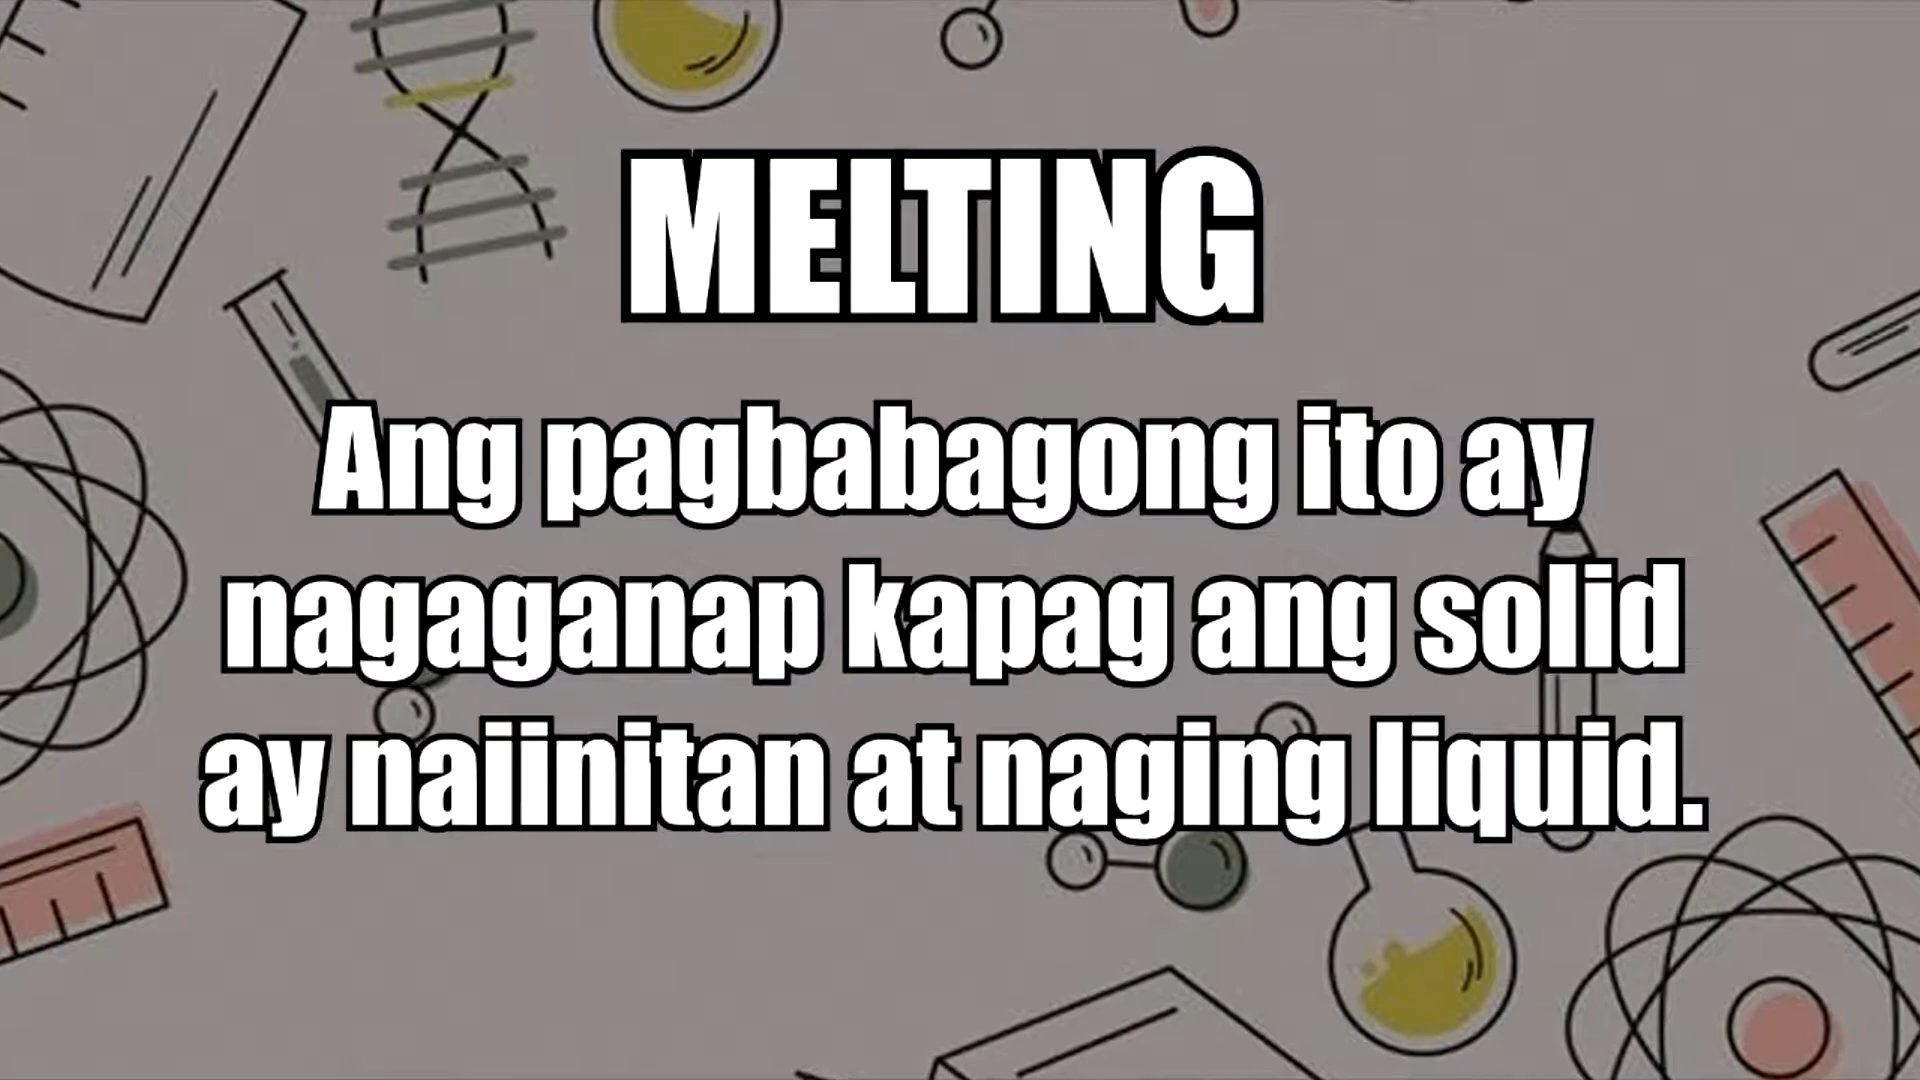 MELTING
Ang pagbabagong ito ay
nagaganap kapag ang solid
ay naiinitan at naging liquid.